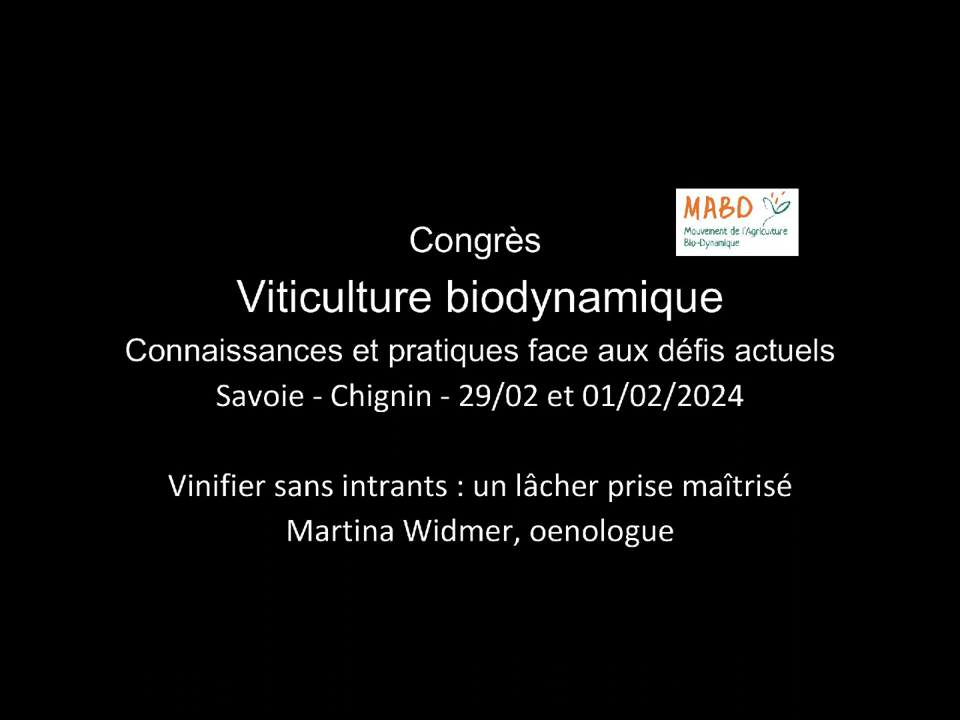 MABD
Mouvement de l'Agriculture
Bio-Dynamique
Congrès
Viticulture biodynamique
Connaissances et pratiques face aux défis actuels
Savoie - Chignin - 29/02 et 01/02/2024
Vinifier sans intrants : un lâcher prise maîtrisé
Martina Widmer, oenologue